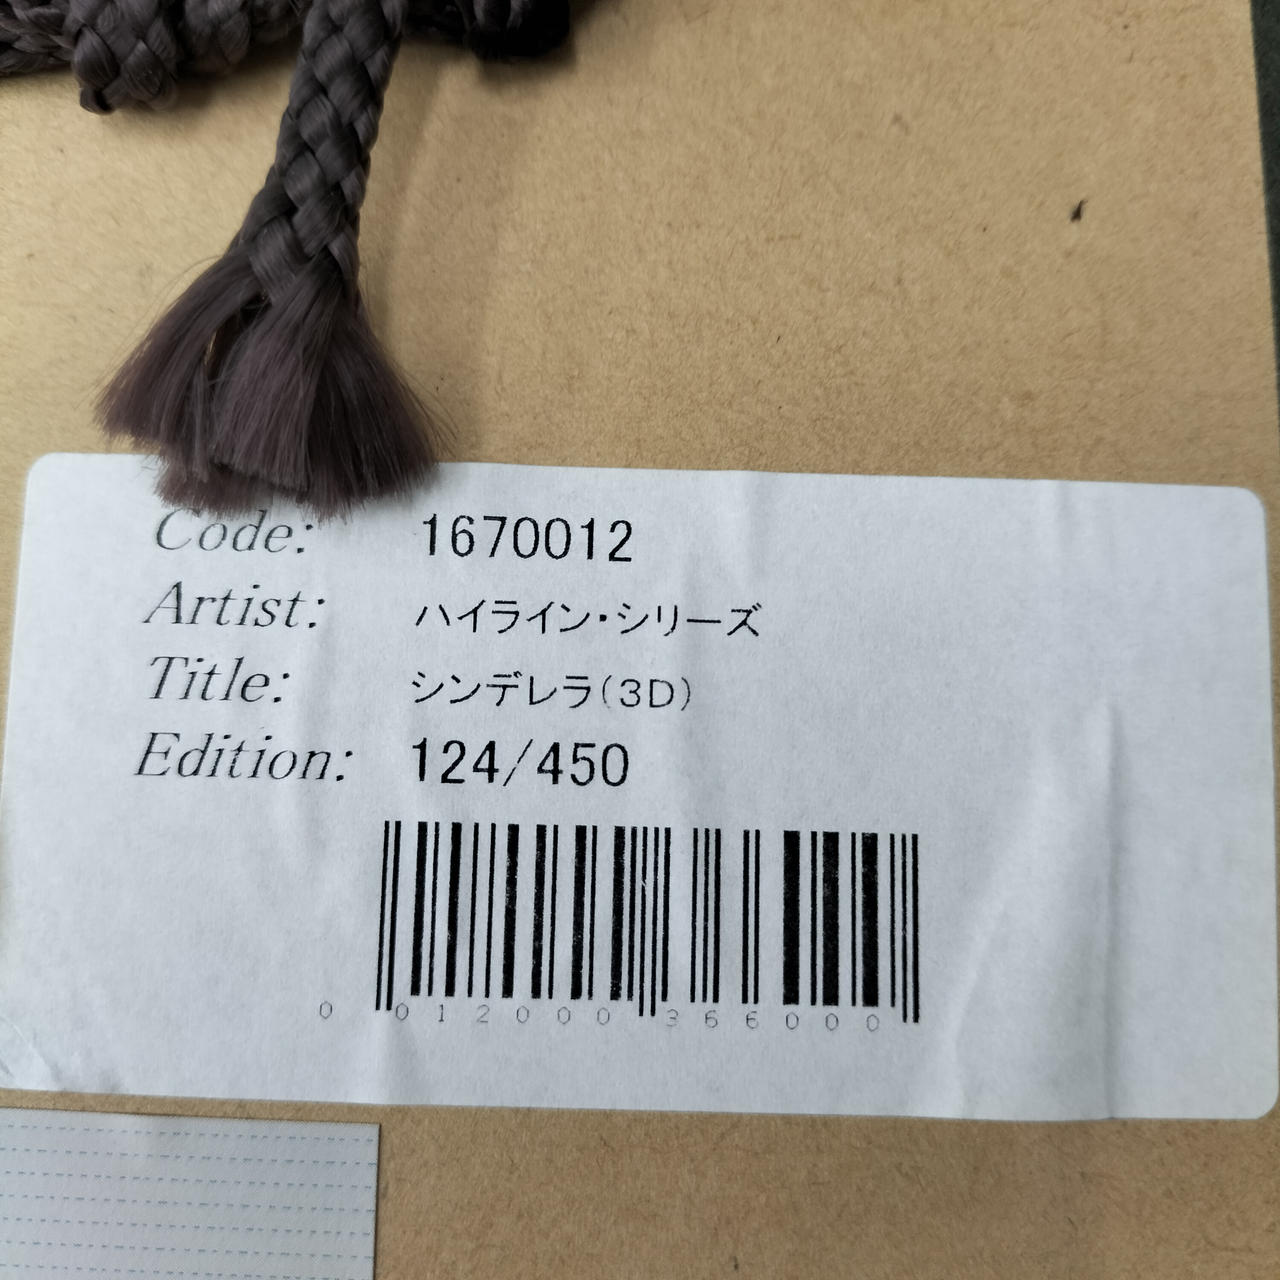 Code: 1670012
Artist: ハイライン・シリーズ
Title: シンデレラ(3D)
Edition: 124/450
0 012000 366000